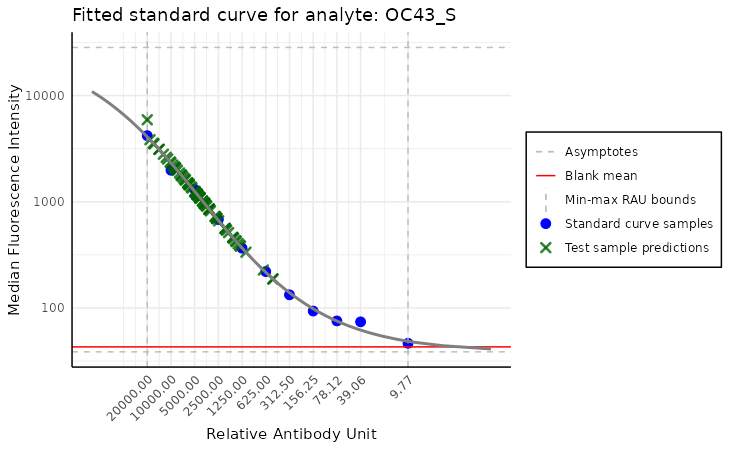 Fitted standard curve for analyte: OC43_S
Median Fluorescence Intensity
10000
1000
100
20000.00
10000.00
5000.00
2500.00
1250.00
625.00
312.50
156.25
78.12
39.06
9.77
Relative Antibody Unit
Asymptotes
Blank mean
Min-max RAU bounds
Standard curve samples
Test sample predictions